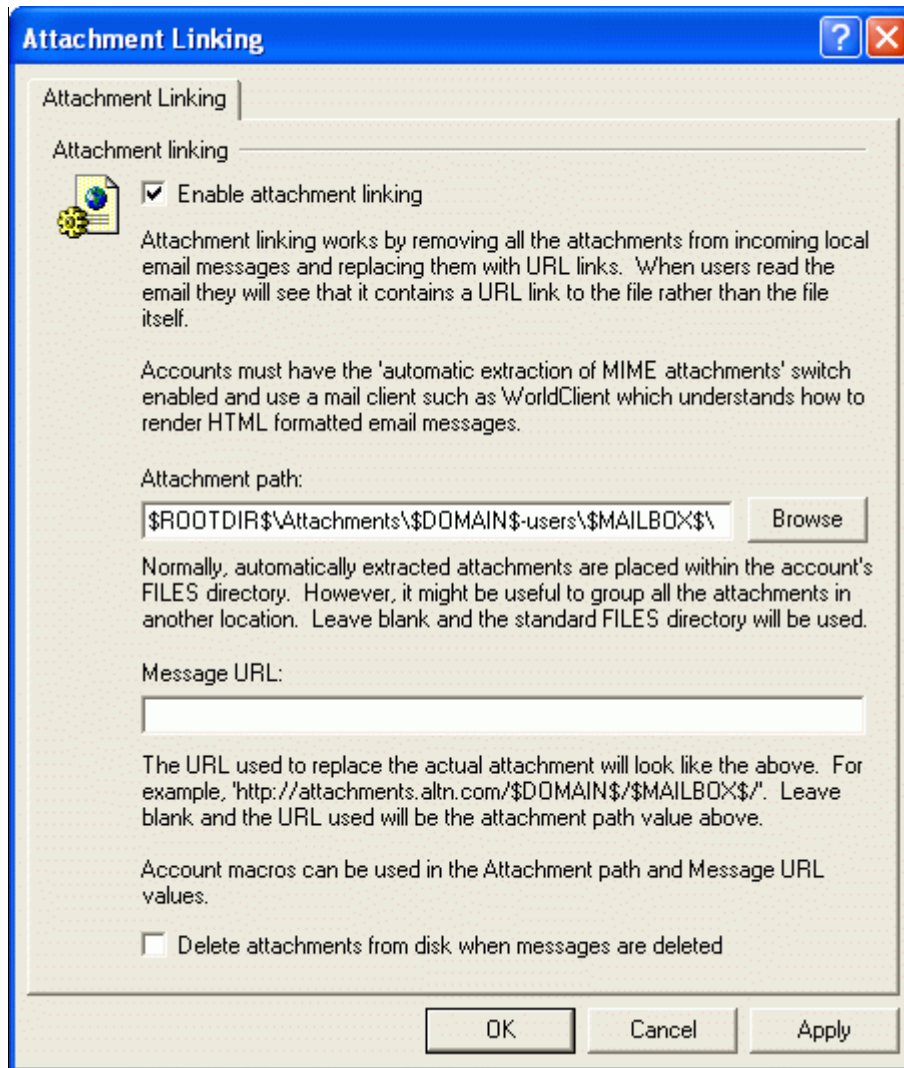 Attachment Linking
Attachment Linking
Attachment linking
Enable attachment linking
Attachment linking works by removing all the attachments from incoming local
email messages and replacing them with URL links.  When users read the
email they will see that it contains a URL link to the file rather than the file
itself.
Accounts must have the 'automatic extraction of MIME attachments' switch
enabled and use a mail client such as WorldClient which understands how to
render HTML formatted email messages.
Attachment path:
$ROOTDIR$\Attachments\$DOMAIN$-users\$MAILBOX$\
Browse
Normally, automatically extracted attachments are placed within the account's
FILES directory.  However, it might be useful to group all the attachments in
another location.  Leave blank and the standard FILES directory will be used.
Message URL:
The URL used to replace the actual attachment will look like the above.  For
example, 'http://attachments.altn.com/$DOMAIN$/$MAILBOX$/'.  Leave
blank and the URL used will be the attachment path value above.
Account macros can be used in the Attachment path and Message URL
values.
Delete attachments from disk when messages are deleted
OK
Cancel
Apply